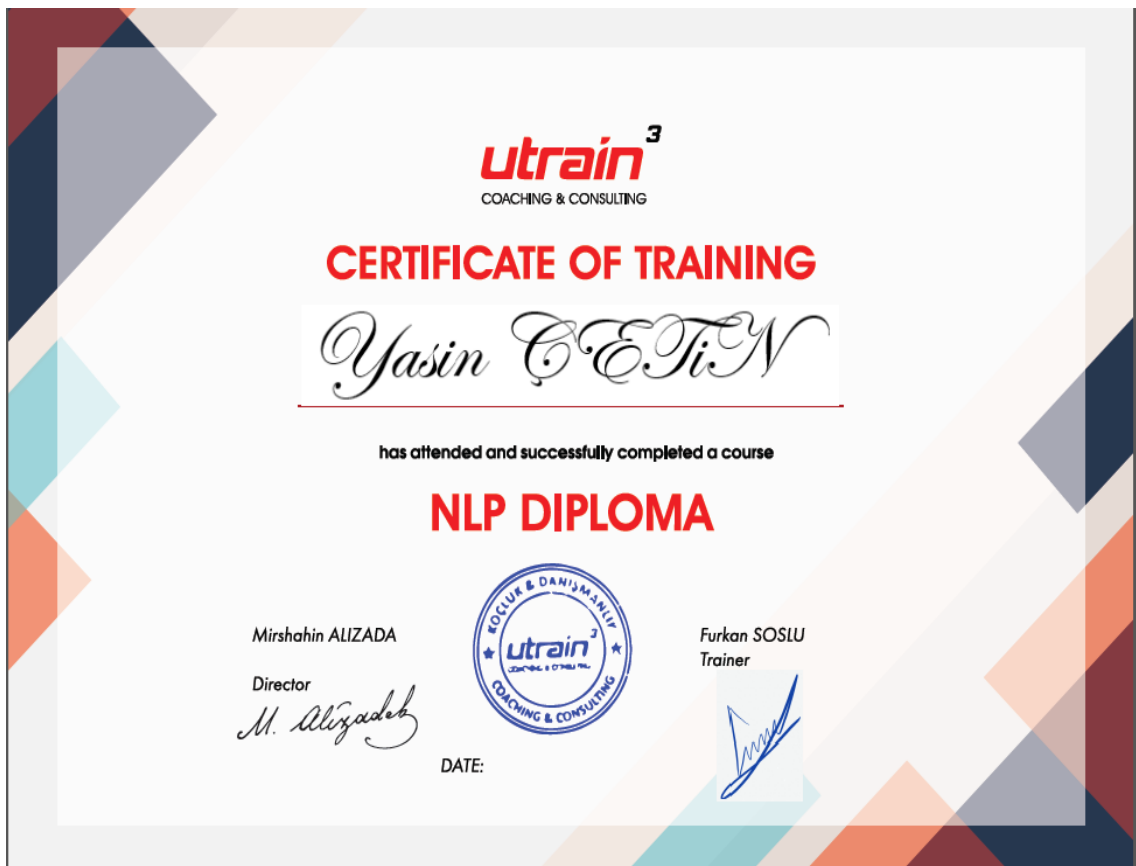 utrain³
COACHING & CONSULTING
CERTIFICATE OF TRAINING
Yasin ÇETiN
has attended and successfully completed a course
NLP DIPLOMA
Mirshahin ALIZADA
Director
M. Alizadeh
KOÇLUK & DANIŞMANLIK
utrain³
COACHING & CONSULTING
Furkan SOSLU
Trainer
DATE: